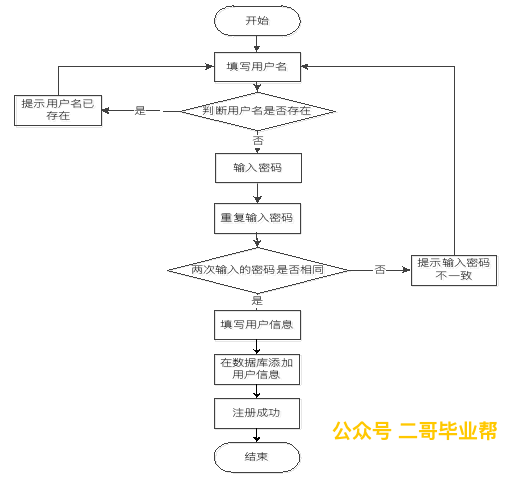 开始
填写用户名
提示用户名已
存在
是
判断用户名是否存在
否
输入密码
重复输入密码
两次输入的密码是否相同
否
提示输入密码
不一致
是
填写用户信息
在数据库添加
用户信息
注册成功
公众号 二哥毕业帮
结束